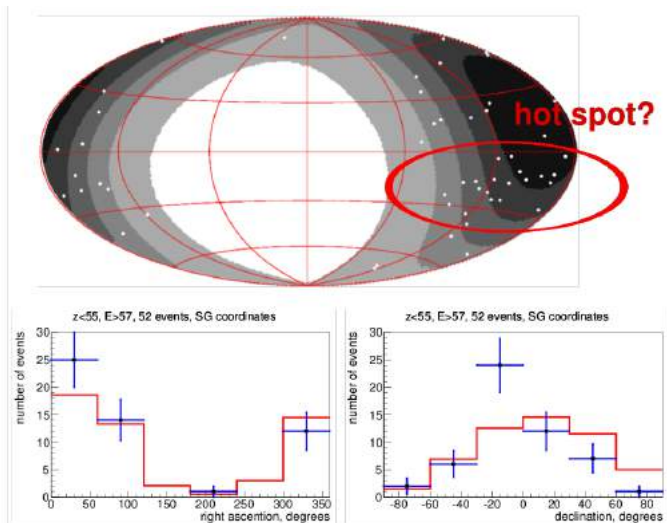 hot spot?
z<55, E>57, 52 events, SG coordinates
number of events
30
25
20
15
10
5
0
0 50 100 150 200 250 300 350
right ascention, degrees
z<55, E>57, 52 events, SG coordinates
number of events
30
25
20
15
10
5
0
-80 -60 -40 -20 0 20 40 60 80
declination, degrees